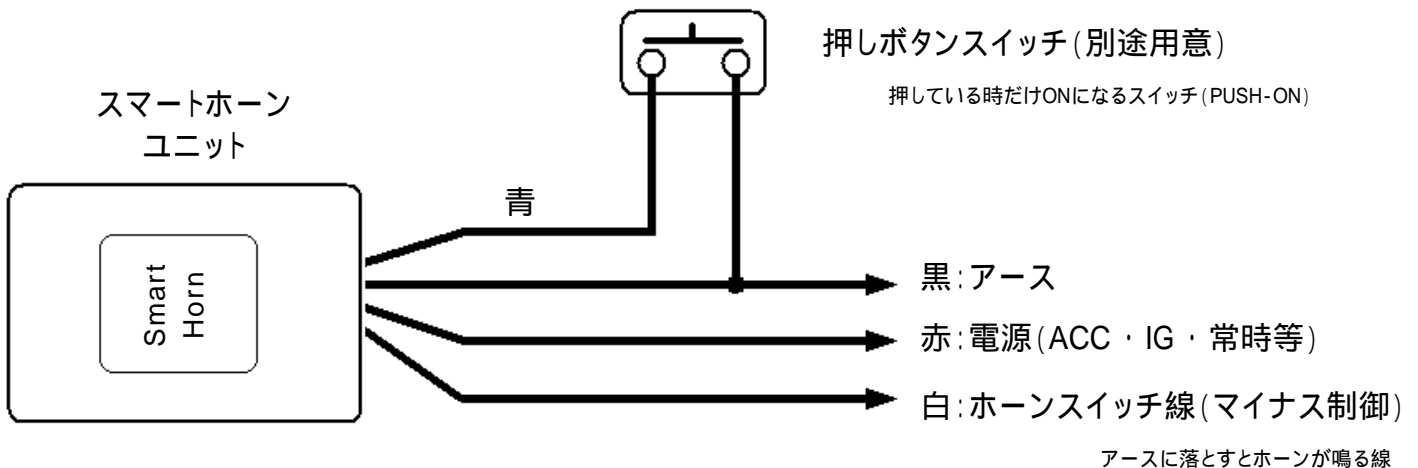 押しボタンスイッチ(別途用意)
押している時だけONになるスイッチ(PUSH-ON)
スマートホーン
ユニット
青
Smart
Horn
黒:アース
赤:電源(ACC・IG・常時等)
白:ホーンスイッチ線(マイナス制御)
アースに落とすとホーンが鳴る線